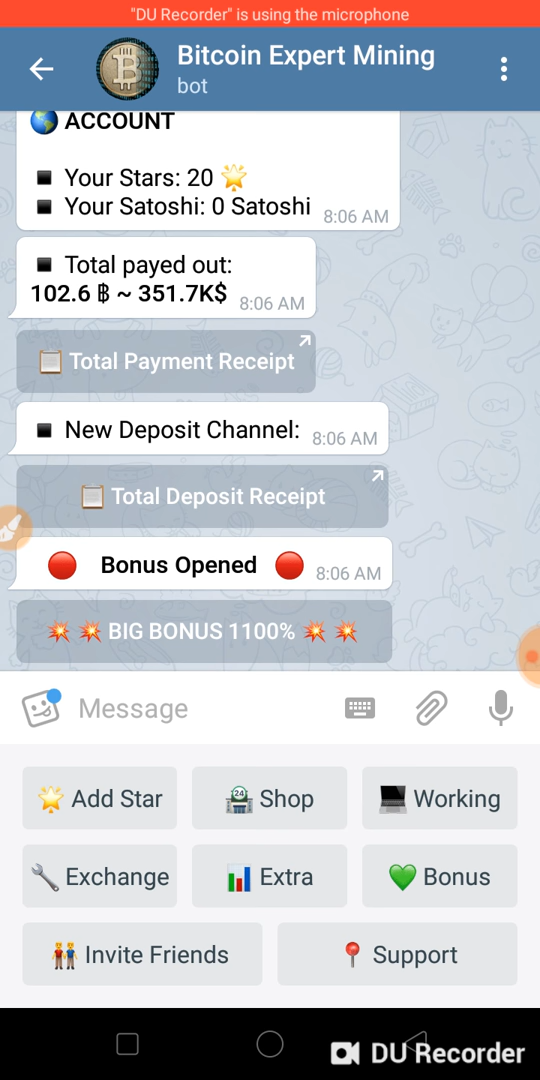 "DU Recorder" is using the microphone
Bitcoin Expert Mining
bot
🌎 ACCOUNT
▪️ Your Stars: 20 🌟
▪️ Your Satoshi: 0 Satoshi 8:06 AM
▪️ Total payed out:
102.6 ฿ ~ 351.7K$ 8:06 AM
📋 Total Payment Receipt
▪️ New Deposit Channel: 8:06 AM
📋 Total Deposit Receipt
🔴 Bonus Opened 🔴 8:06 AM
💥 💥 BIG BONUS 1100% 💥 💥
Message
🌟 Add Star
🏪 Shop
💻 Working
🔧 Exchange
📊 Extra
💚 Bonus
👬 Invite Friends
📍 Support
DU Recorder